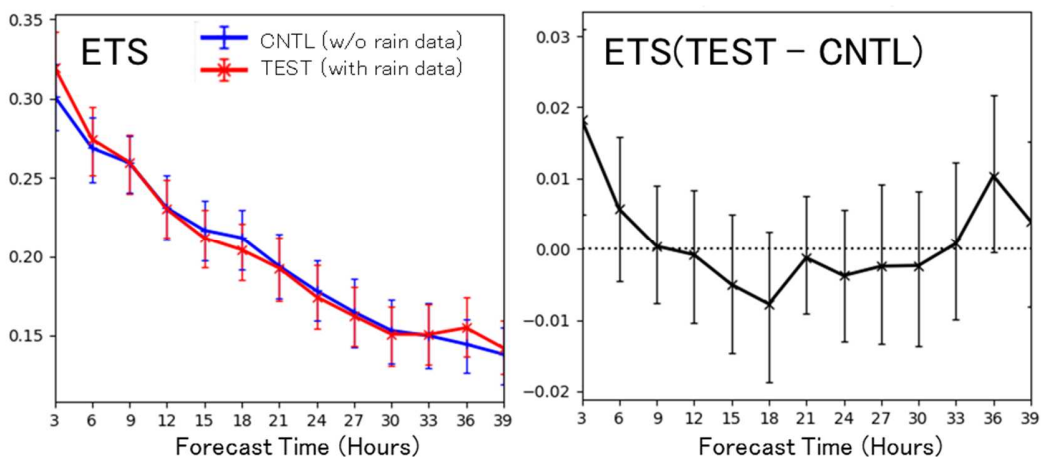 ETS
CNTL (w/o rain data)
TEST (with rain data)
0.35
0.30
0.25
0.20
0.15
3 6 9 12 15 18 21 24 27 30 33 36 39
Forecast Time (Hours)
ETS(TEST – CNTL)
0.03
0.02
0.01
0.00
−0.01
−0.02
3 6 9 12 15 18 21 24 27 30 33 36 39
Forecast Time (Hours)